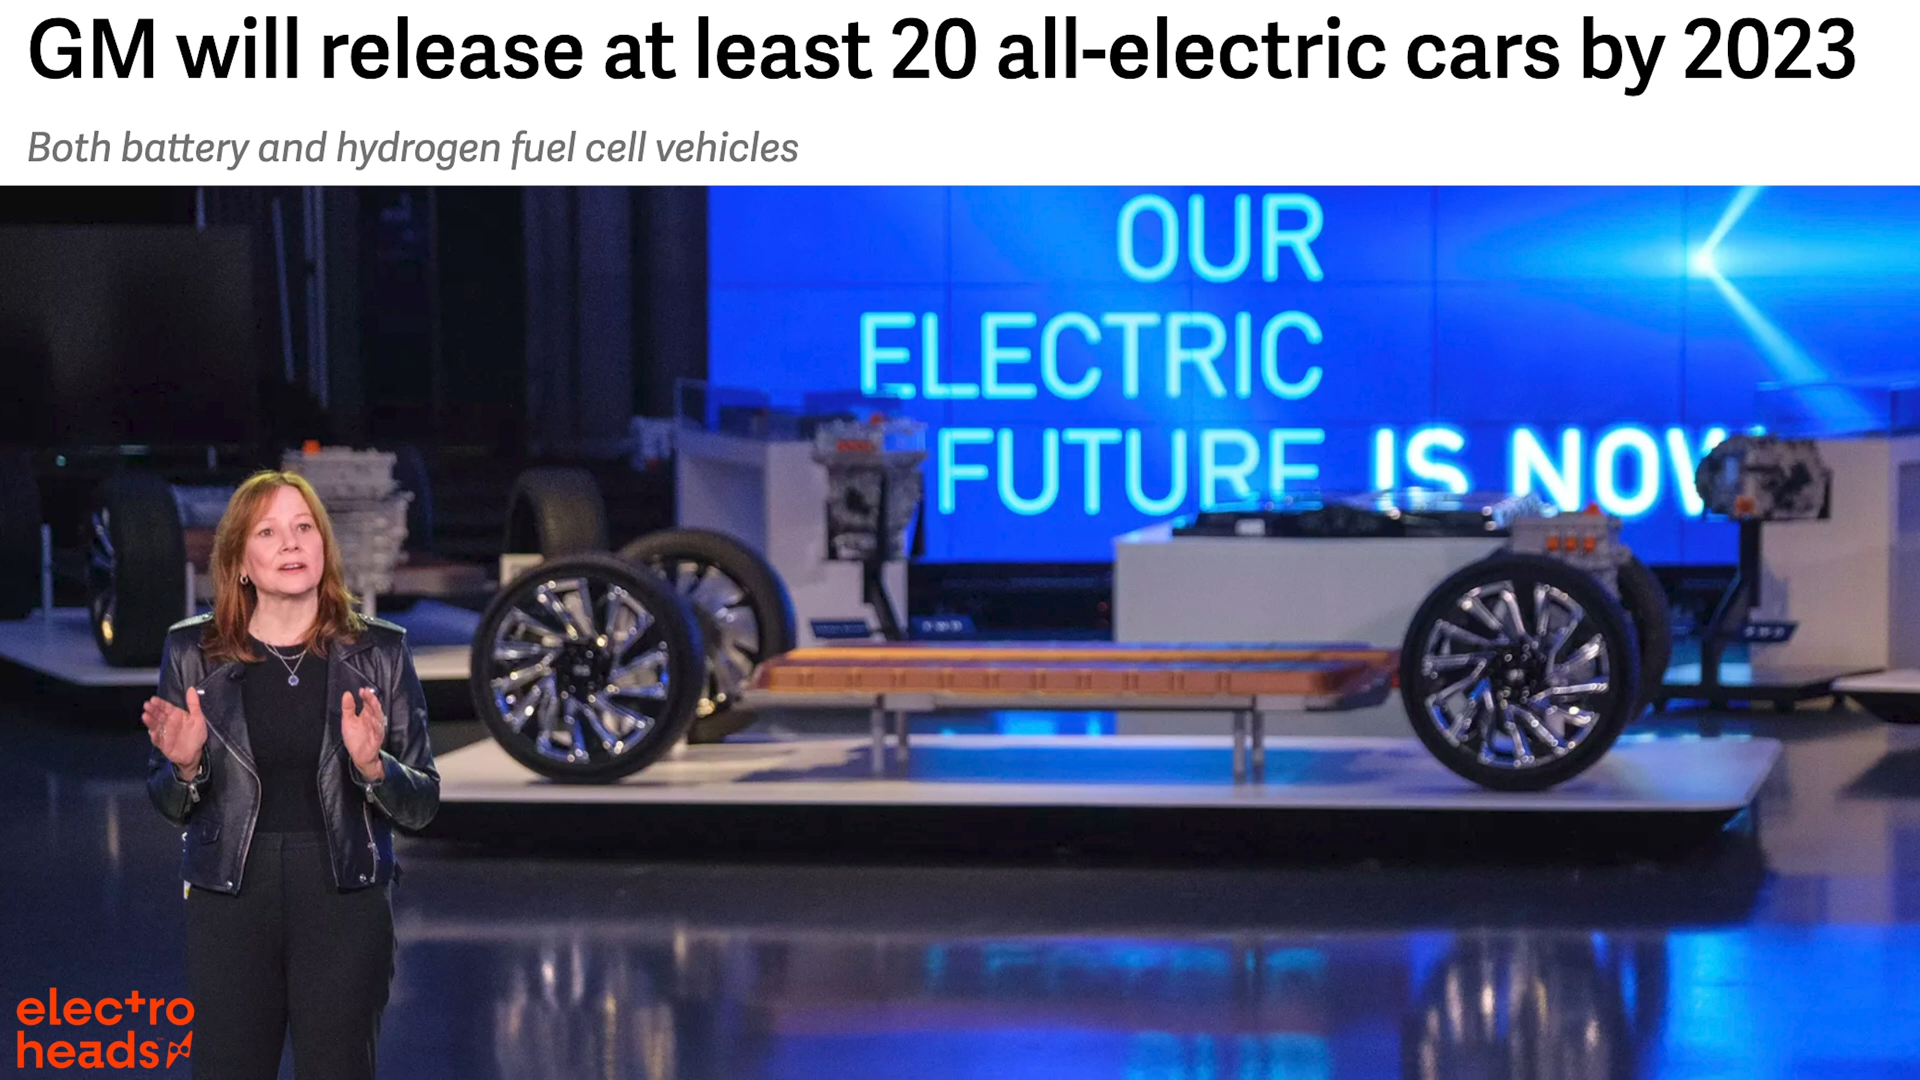 GM will release at least 20 all-electric cars by 2023
Both battery and hydrogen fuel cell vehicles
OUR
ELECTRIC
FUTURE IS NOW
electro
heads